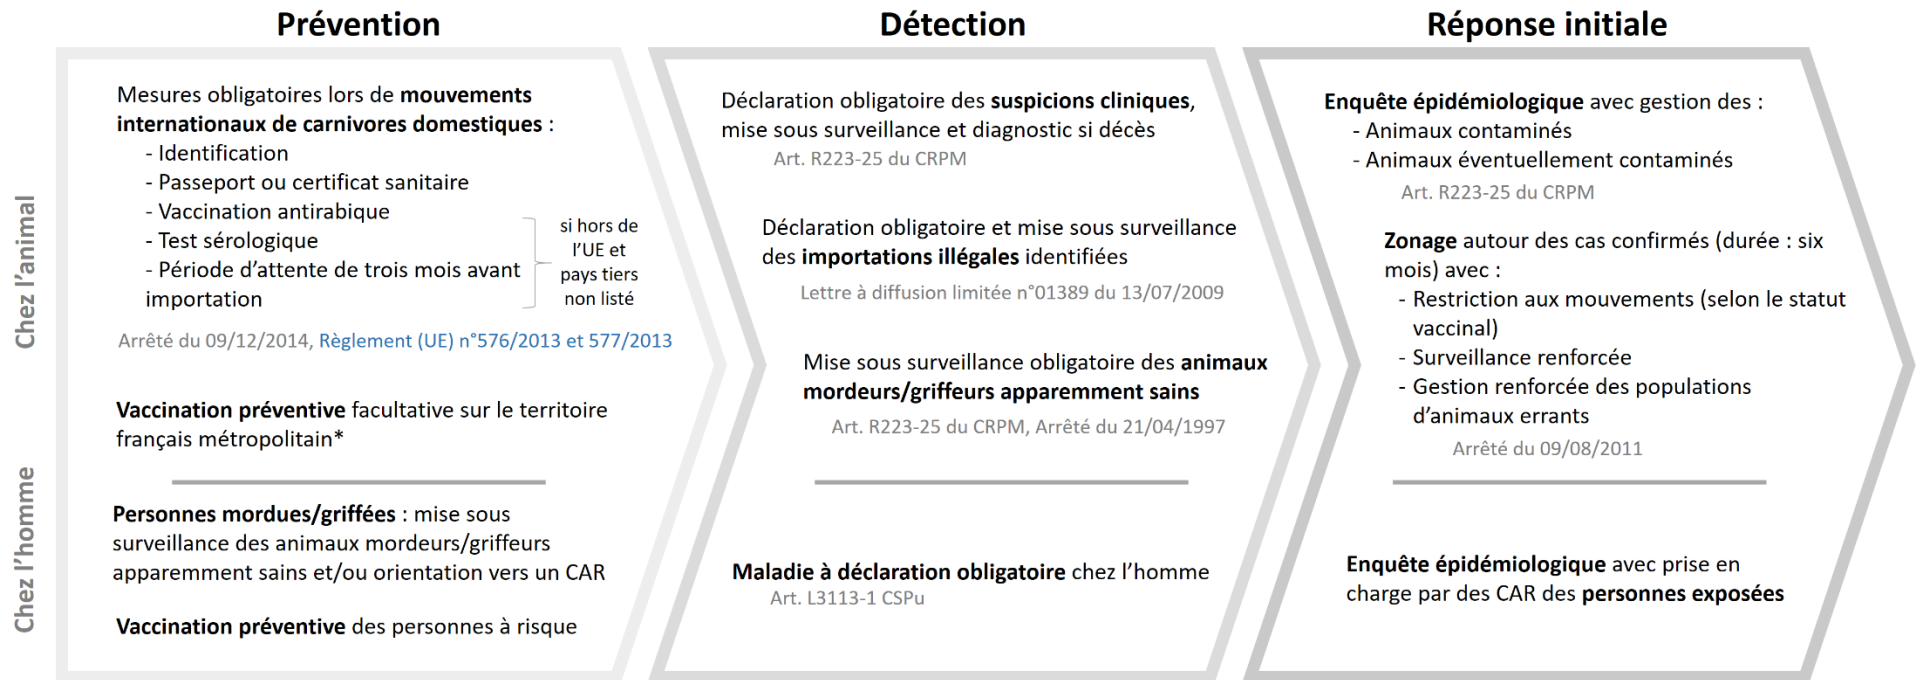 Prévention
Mesures obligatoires lors de mouvements
internationaux de carnivores domestiques :
- Identification
- Passeport ou certificat sanitaire
- Vaccination antirabique
- Test sérologique
- Période d'attente de trois mois avant
importation
si hors de
l'UE et
pays tiers
non listé
Arrêté du 09/12/2014, Règlement (UE) n°576/2013 et 577/2013
Vaccination préventive facultative sur le territoire
français métropolitain*
Personnes mordues/griffées : mise sous
surveillance des animaux mordeurs/griffeurs
apparemment sains et/ou orientation vers un CAR
Vaccination préventive des personnes à risque
Détection
Déclaration obligatoire des suspicions cliniques,
mise sous surveillance et diagnostic si décès
Art. R223-25 du CRPM
Déclaration obligatoire et mise sous surveillance
des importations illégales identifiées
Lettre à diffusion limitée n°01389 du 13/07/2009
Mise sous surveillance obligatoire des animaux
mordeurs/griffeurs apparemment sains
Art. R223-25 du CRPM, Arrêté du 21/04/1997
Maladie à déclaration obligatoire chez l'homme
Art. L3113-1 CSPu
Réponse initiale
Enquête épidémiologique avec gestion des :
- Animaux contaminés
- Animaux éventuellement contaminés
Art. R223-25 du CRPM
Zonage autour des cas confirmés (durée : six
mois) avec :
- Restriction aux mouvements (selon le statut
vaccinal)
- Surveillance renforcée
- Gestion renforcée des populations
d'animaux errants
Arrêté du 09/08/2011
Enquête épidémiologique avec prise en
charge par des CAR des personnes exposées
Chez l'animal
Chez l'homme